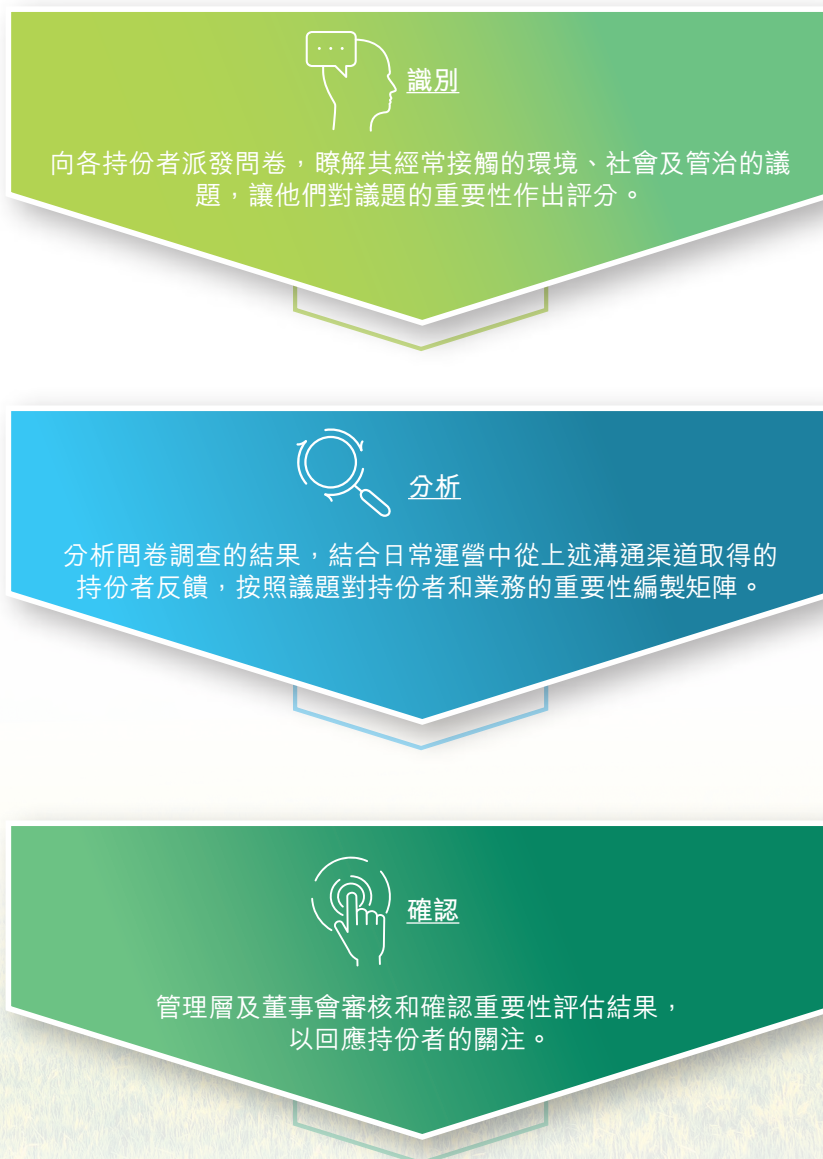 識別
向各持份者派發問卷，瞭解其經常接觸的環境、社會及管治的議
題，讓他們對議題的重要性作出評分。
分析
分析問卷調查的結果，結合日常運營中從上述溝通渠道取得的
持份者反饋，按照議題對持份者和業務的重要性編製矩陣。
確認
管理層及董事會審核和確認重要性評估結果，
以回應持份者的關注。